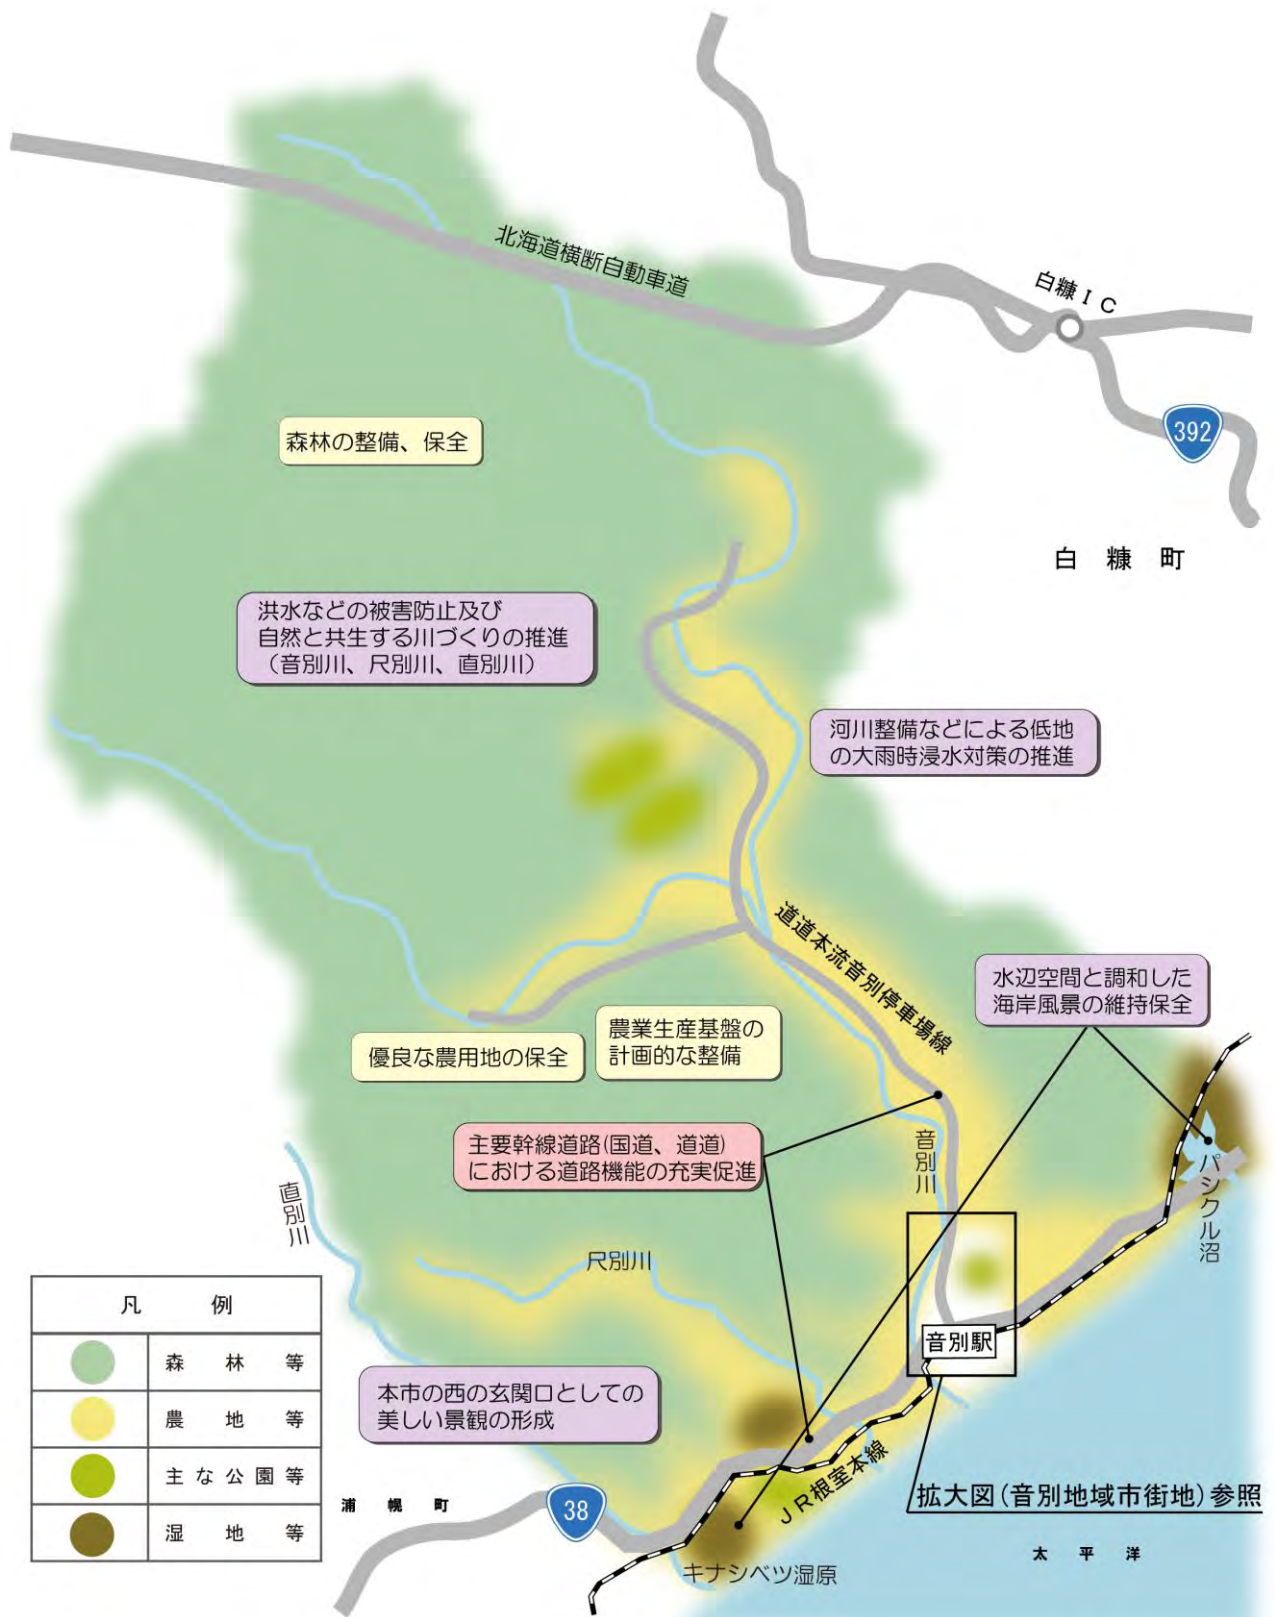 北海道横断自動車道
白糠IC
392
森林の整備、保全
白糠町
洪水などの被害防止及び
自然と共生する川づくりの推進
(音別川、尺別川、直別川)
河川整備などによる低地
の大雨時浸水対策の推進
道道本流音別停車場線
水辺空間と調和した
海岸風景の維持保全
農業生産基盤の
計画的な整備
優良な農用地の保全
主要幹線道路(国道、道道)
における道路機能の充実促進
音別川
パシクル沼
直別川
尺別川
凡例
森林等
農地等
主な公園等
湿地等
音別駅
本市の西の玄関口としての
美しい景観の形成
JR根室本線
拡大図(音別地域市街地)参照
浦幌町
38
太平洋
キナシベツ湿原